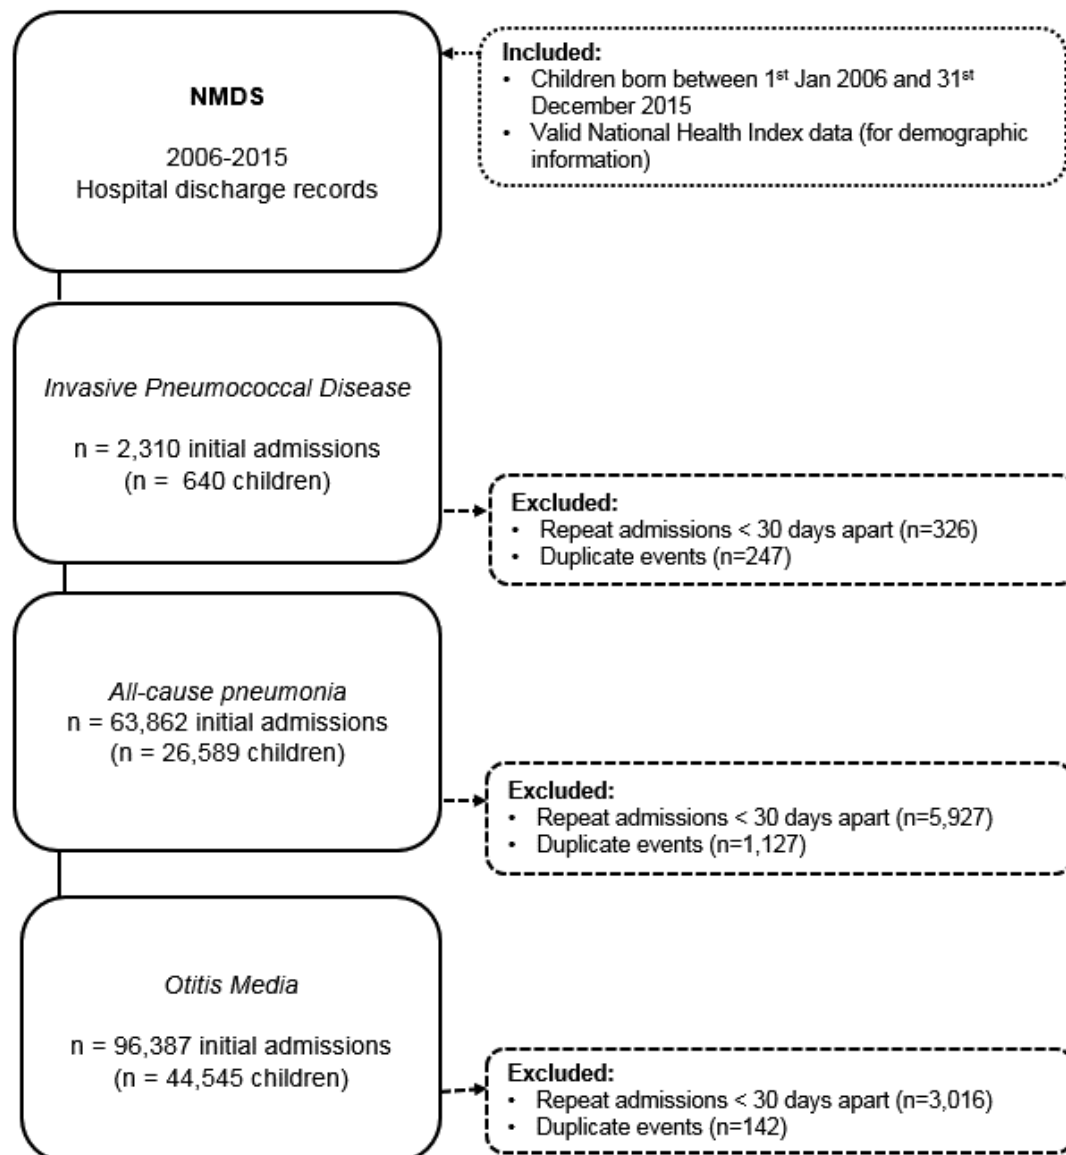 NMDS
2006-2015
Hospital discharge records
Included:
• Children born between 1st Jan 2006 and 31st
December 2015
• Valid National Health Index data (for demographic
information)
Invasive Pneumococcal Disease
n = 2,310 initial admissions
(n = 640 children)
Excluded:
• Repeat admissions < 30 days apart (n=326)
• Duplicate events (n=247)
All-cause pneumonia
n = 63,862 initial admissions
(n = 26,589 children)
Excluded:
• Repeat admissions < 30 days apart (n=5,927)
• Duplicate events (n=1,127)
Otitis Media
n = 96,387 initial admissions
(n = 44,545 children)
Excluded:
• Repeat admissions < 30 days apart (n=3,016)
• Duplicate events (n=142)